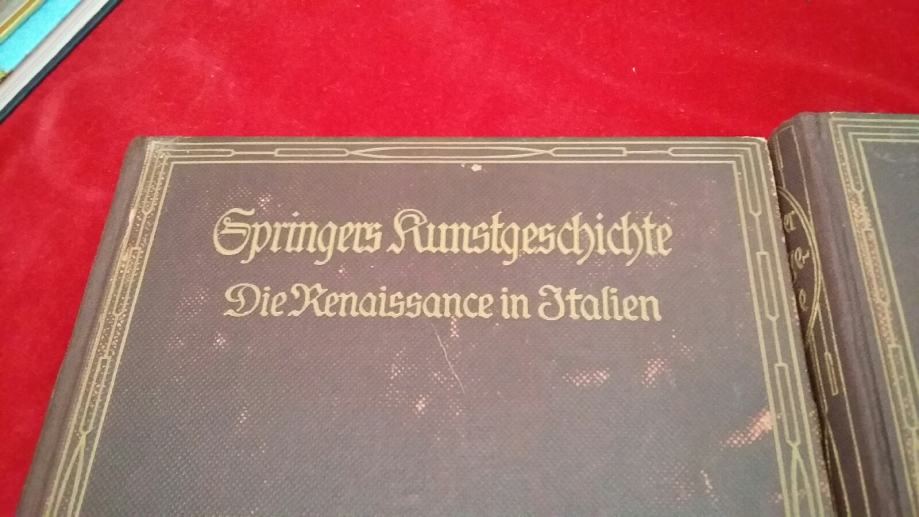 Springers Kunstgeschichte
Die Renaissance in Italien